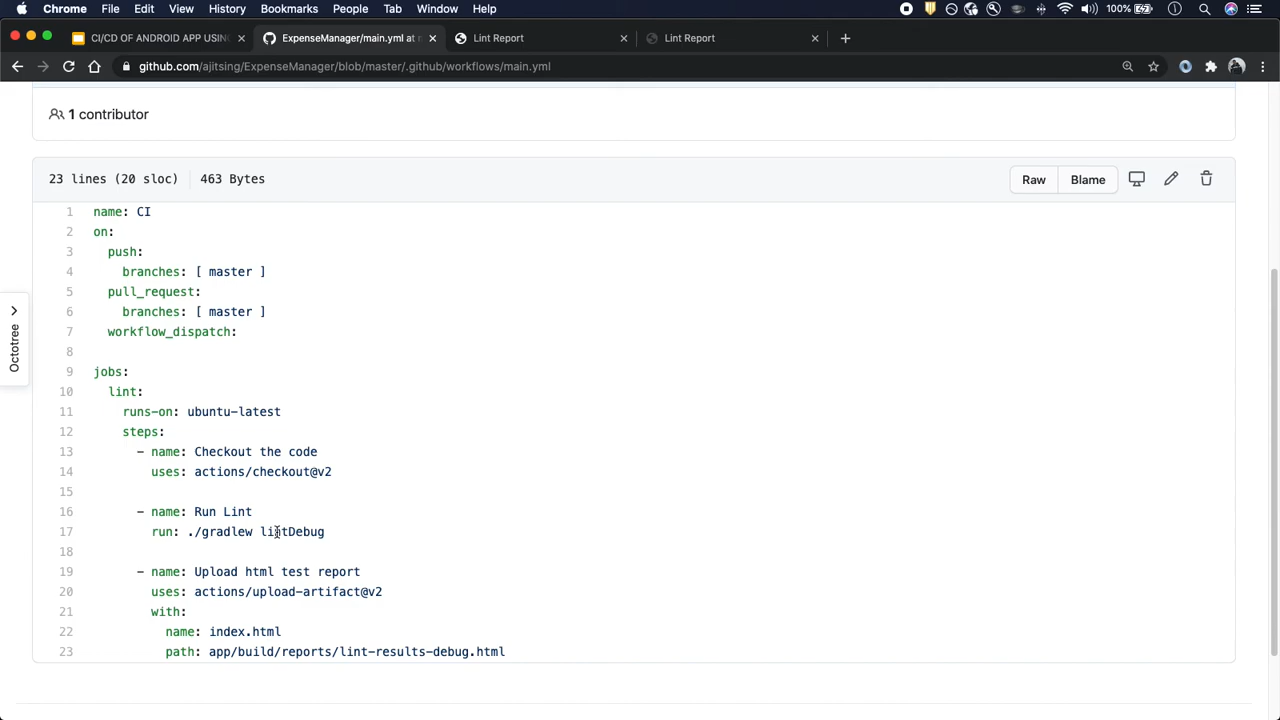 Chrome File Edit View History Bookmarks People Tab Window Help 100%
CI/CD OF ANDROID APP USIN
ExpenseManager/main.yml at
Lint Report
Lint Report
github.com/ajitsing/ExpenseManager/blob/master/.github/workflows/main.yml
1 contributor
23 lines (20 sloc) 463 Bytes
Raw Blame
Octotree
1 name: CI
2 on:
3 push:
4 branches: [ master ]
5 pull_request:
6 branches: [ master ]
7 workflow_dispatch:
8
9 jobs:
10 lint:
11 runs-on: ubuntu-latest
12 steps:
13 - name: Checkout the code
14 uses: actions/checkout@v2
15
16 - name: Run Lint
17 run: ./gradlew lintDebug
18
19 - name: Upload html test report
20 uses: actions/upload-artifact@v2
21 with:
22 name: index.html
23 path: app/build/reports/lint-results-debug.html